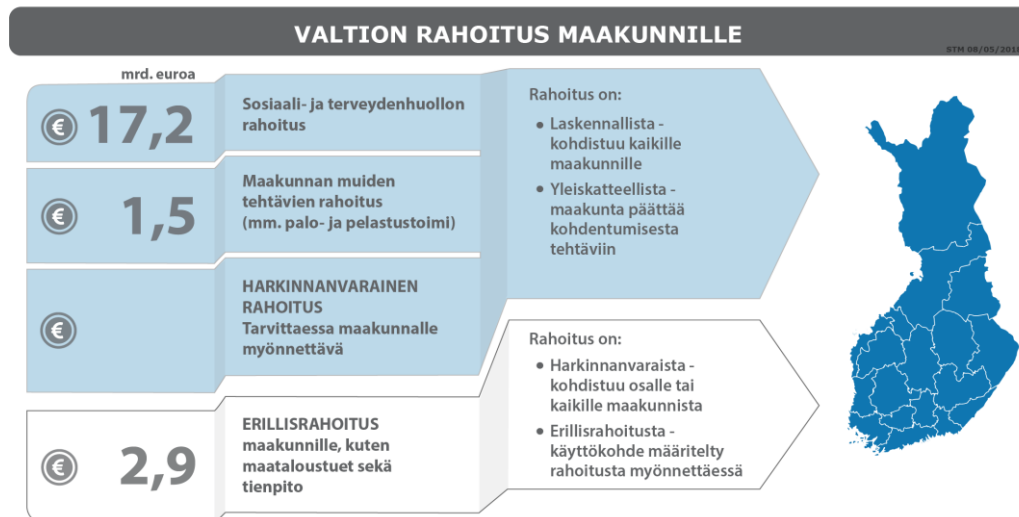 VALTION RAHOITUS MAAKUNNILLE
STM 08/05/2018
mrd. euroa
€ 17,2
Sosiaali- ja terveydenhuollon
rahoitus
€ 1,5
Maakunnan muiden
tehtävien rahoitus
(mm. palo- ja pelastustoimi)
€
HARKINNANVARAINEN
RAHOITUS
Tarvittaessa maakunnalle
myönnettävä
€ 2,9
ERILLISRAHOITUS
maakunnille, kuten
maataloustuet sekä
tienpito
Rahoitus on:
• Laskennallista -
kohdistuu kaikille
maakunnille
• Yleiskatteellista -
maakunta päättää
kohdentumisesta
tehtäviin
Rahoitus on:
• Harkinnanvaraista -
kohdistuu osalle tai
kaikille maakunnista
• Erillisrahoitusta -
käyttökohde määritelty
rahoitusta myönnettäessä